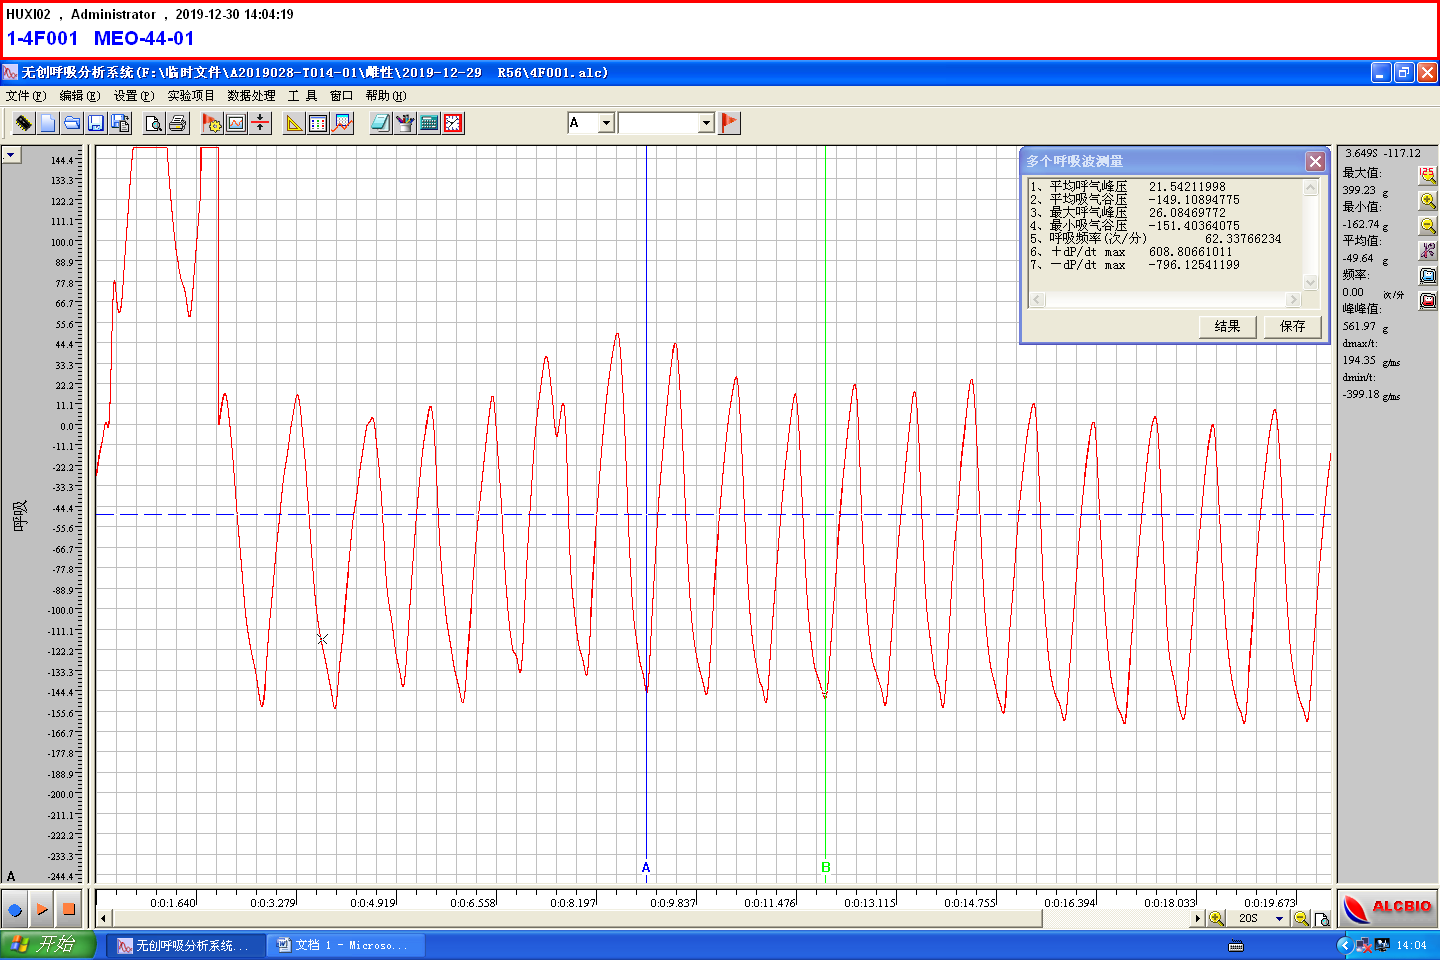 HUXI02 , Administrator , 2019-12-30 14:04:19
1-4F001 MEO-44-01
无创呼吸分析系统(F:\临时文件\A2019028-T014-01\雌性\2019-12-29 R56\4F001.alc)
文件(F) 编辑(E) 设置(P) 实验项目 数据处理 工具 窗口 帮助(H)
A
144.4
133.3
122.2
111.1
100.0
88.9
77.8
66.7
55.6
44.4
33.3
22.2
11.1
0.0
-11.1
-22.2
-33.3
-44.4
-55.6
-66.7
-77.8
-88.9
-100.0
-111.1
-122.2
-133.3
-144.4
-155.6
-166.7
-177.8
-188.9
-200.0
-211.1
-222.2
-233.3
-244.4
呼吸
A
多个呼吸波测量
1、平均呼气峰压 21.54211998
2、平均吸气谷压 -149.10894775
3、最大呼气峰压 26.08469772
4、最小吸气谷压 -151.40364075
5、呼吸频率(次/分) 62.33766234
6、＋dP/dt max 608.80661011
7、－dP/dt max -796.12541199
结果 保存
3.649S -117.12
最大值:
399.23 g
最小值:
-162.74 g
平均值:
-49.64 g
频率:
0.00 次/分
峰峰值:
561.97 g
dmax/t:
194.35 g/ms
dmin/t:
-399.18 g/ms
125
A B
0:0:1.640 0:0:3.279 0:0:4.919 0:0:6.558 0:0:8.197 0:0:9.837 0:0:11.476 0:0:13.115 0:0:14.755 0:0:16.394 0:0:18.033 0:0:19.673
20S
ALCBIO
开始 无创呼吸分析系统... 文档 1 - Microso... 14:04